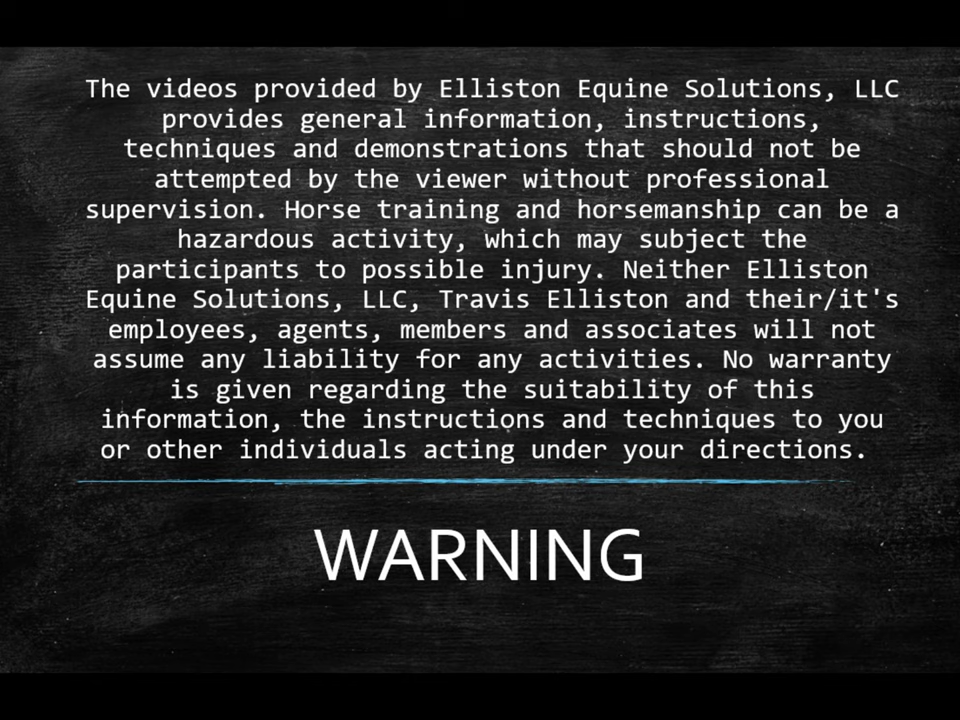 The videos provided by Elliston Equine Solutions, LLC
provides general information, instructions,
techniques and demonstrations that should not be
attempted by the viewer without professional
supervision. Horse training and horsemanship can be a
hazardous activity, which may subject the
participants to possible injury. Neither Elliston
Equine Solutions, LLC, Travis Elliston and their/it's
employees, agents, members and associates will not
assume any liability for any activities. No warranty
is given regarding the suitability of this
information, the instructions and techniques to you
or other individuals acting under your directions.
WARNING